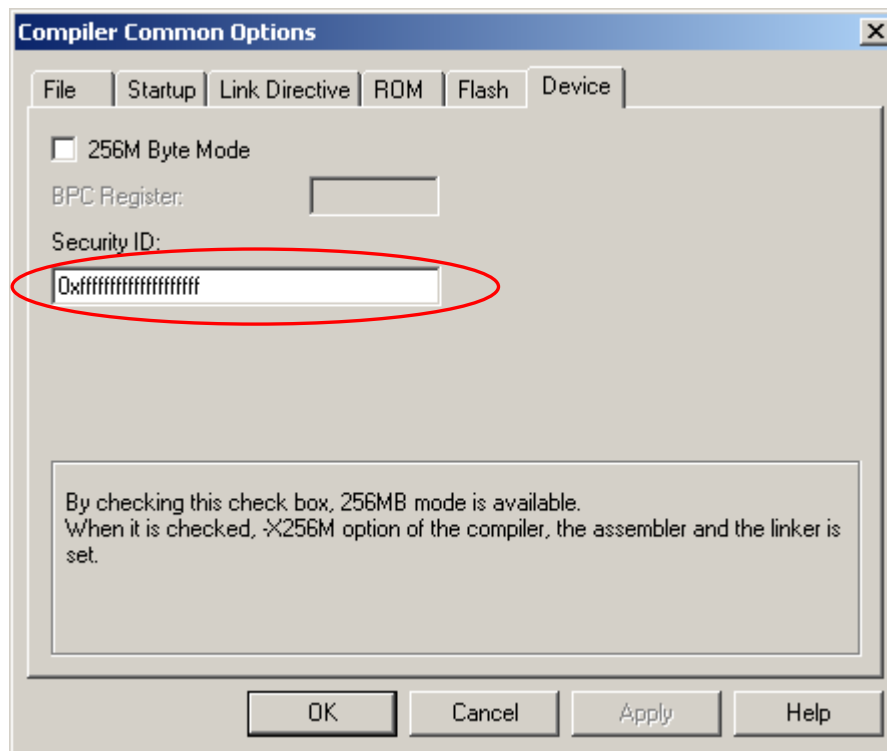 Compiler Common Options
File Startup Link Directive ROM Flash Device
256M Byte Mode
BPC Register:
Security ID:
0xffffffffffffffffffff
By checking this check box, 256MB mode is available.
When it is checked, -X256M option of the compiler, the assembler and the linker is
set.
OK Cancel Apply Help